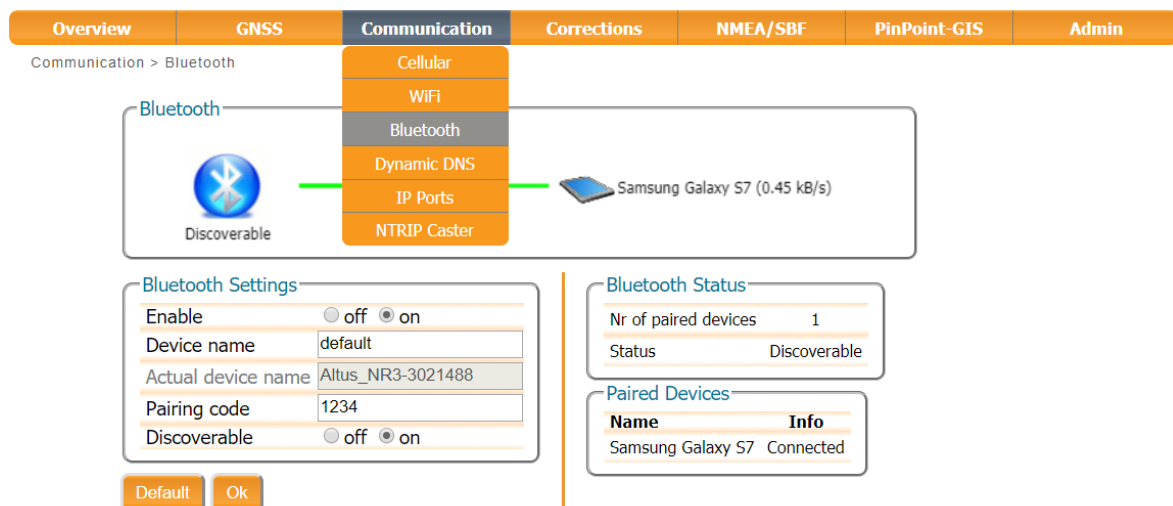 Overview GNSS Communication Corrections NMEA/SBF PinPoint-GIS Admin
Communication > Bluetooth
Cellular
WiFi
Bluetooth
Dynamic DNS
IP Ports
NTRIP Caster
Bluetooth
Discoverable
Samsung Galaxy S7 (0.45 kB/s)
Bluetooth Settings
Enable off on
Device name default
Actual device name Altus_NR3-3021488
Pairing code 1234
Discoverable off on
Default Ok
Bluetooth Status
Nr of paired devices 1
Status Discoverable
Paired Devices
Name Info
Samsung Galaxy S7 Connected